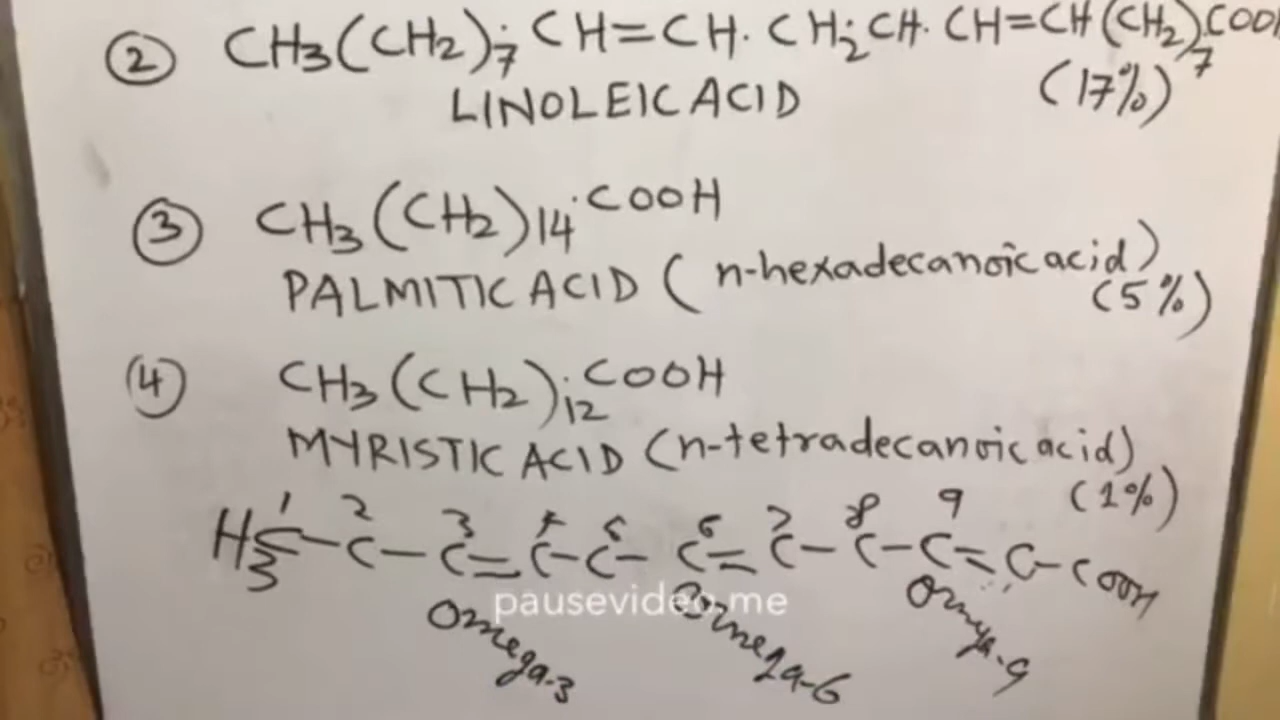 ② CH3(CH2)7 CH=CH. CH2 CH. CH=CH(CH2)7 COOH
LINOLEIC ACID (17%)
③ CH3(CH2)14 COOH
PALMITIC ACID (n-hexadecanoic acid)
(5%)
④ CH3(CH2)12 COOH
MYRISTIC ACID (n-tetradecanoic acid)
(1%)
1 2 3 4 5 6 7 8 9
H3C-C-C=C-C-C=C-C-C=C-COOH
pausevideo.me
Omega-3 Omega-6 Omega-9